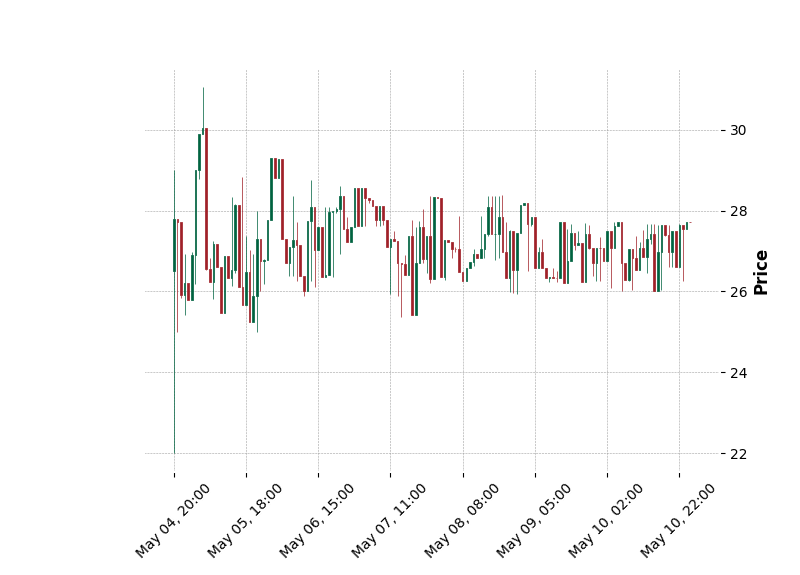 30
28
26
24
22
Price
May 04, 20:00
May 05, 18:00
May 06, 15:00
May 07, 11:00
May 08, 08:00
May 09, 05:00
May 10, 02:00
May 10, 22:00